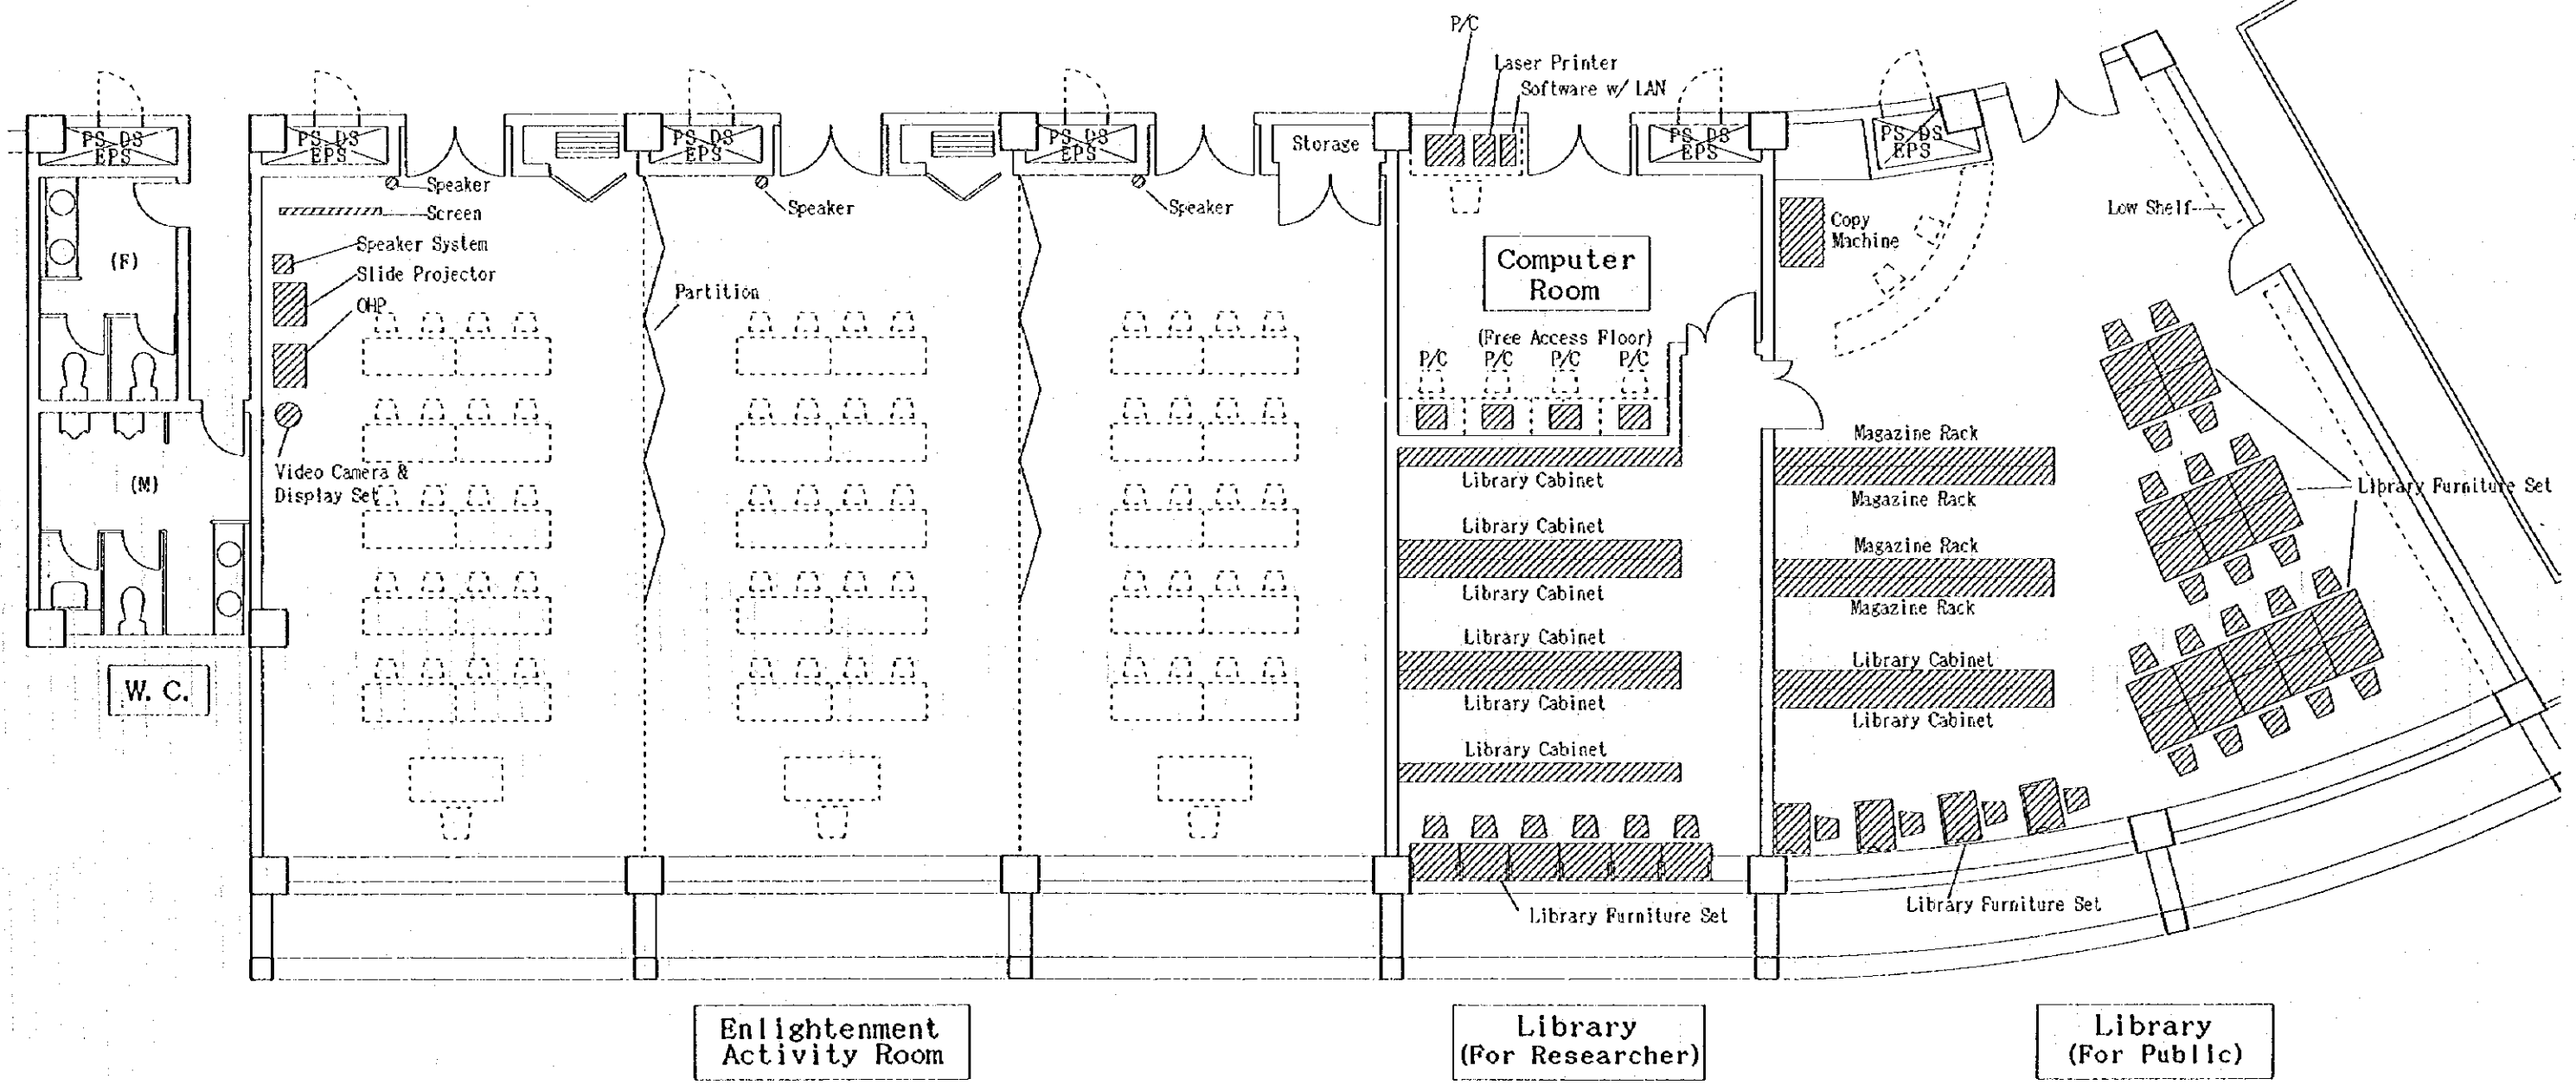 P/C
Laser Printer
Software w/ LAN
PS DS
EPS
PS DS
EPS
PS DS
EPS
PS DS
EPS
Storage
PS DS
EPS
PS DS
EPS
Speaker
Screen
Speaker System
Slide Projector
OHP
(F)
Speaker
Speaker
Partition
Computer
Room
(Free Access Floor)
P/C
P/C
P/C
P/C
Copy
Machine
Low Shelf
Video Camera &
Display Set
(M)
W. C.
Library Cabinet
Library Cabinet
Library Cabinet
Library Cabinet
Library Cabinet
Library Cabinet
Magazine Rack
Magazine Rack
Magazine Rack
Magazine Rack
Library Cabinet
Library Cabinet
Library Furniture Set
Library Furniture Set
Library Furniture Set
Enlightenment
Activity Room
Library
(For Researcher)
Library
(For Public)